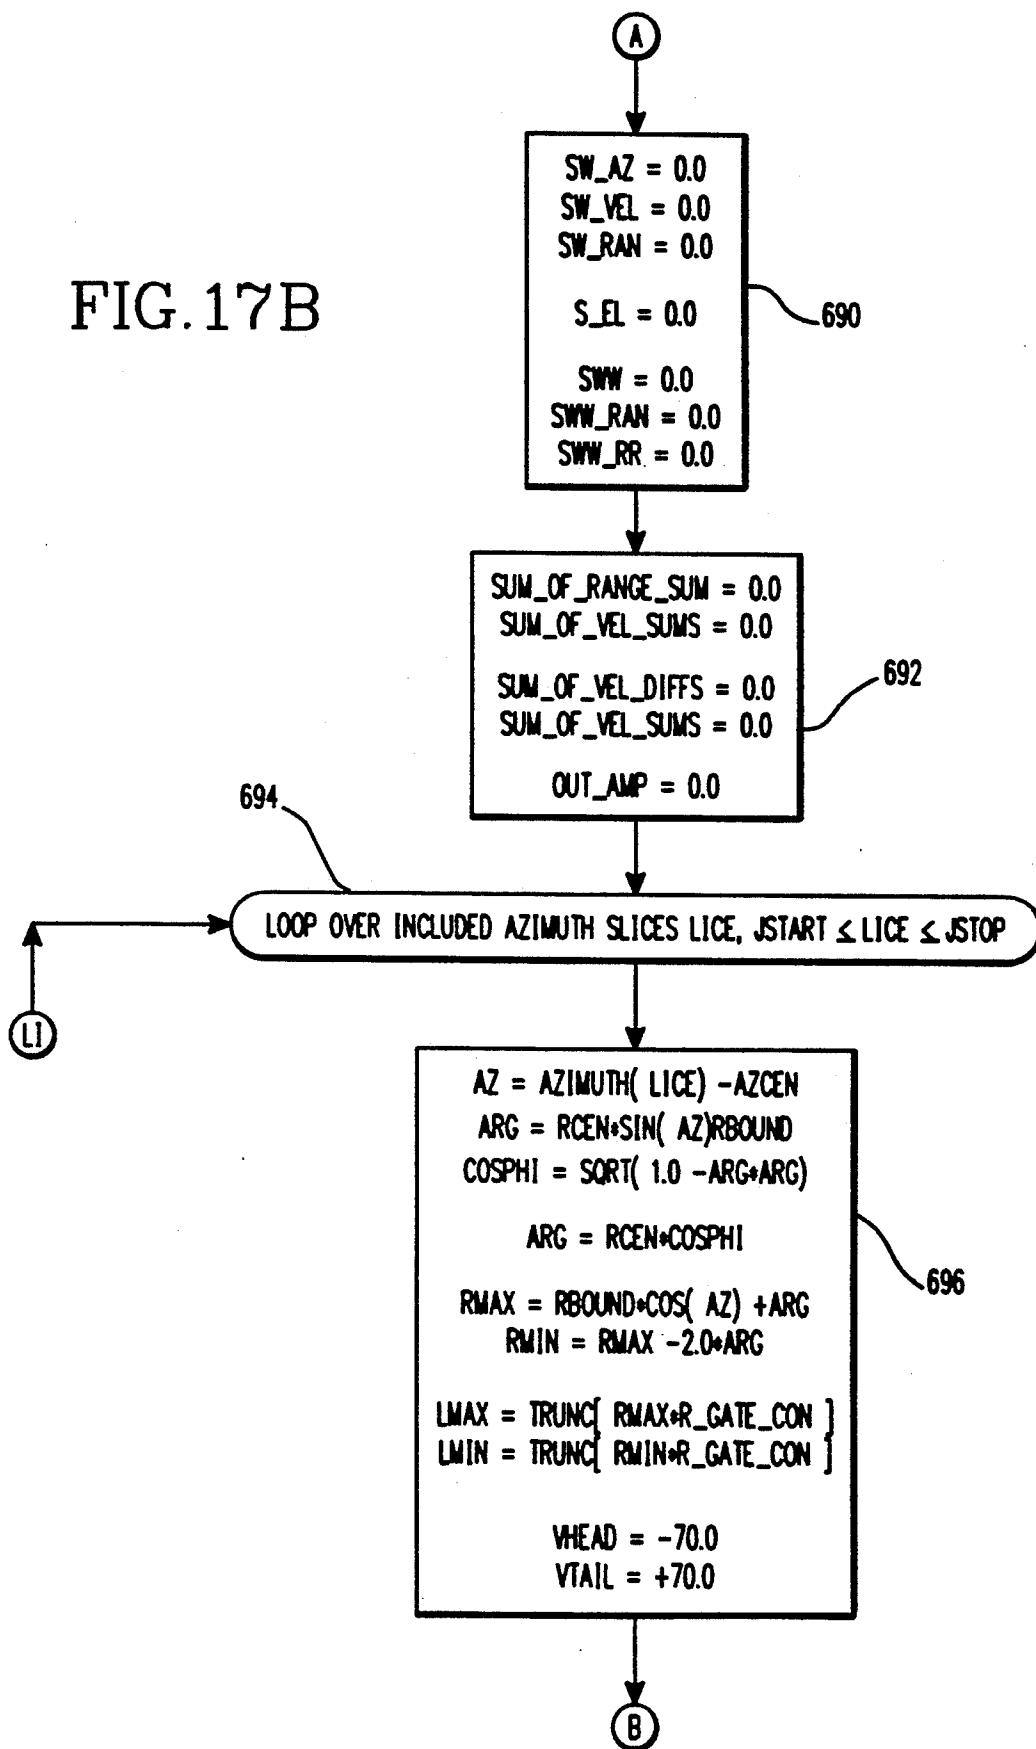 A
SW_AZ = 0.0
SW_VEL = 0.0
SW_RAN = 0.0
S_EL = 0.0
SWW = 0.0
SWW_RAN = 0.0
SWW_RR = 0.0
690
FIG.17B
SUM_OF_RANGE_SUM = 0.0
SUM_OF_VEL_SUMS = 0.0
SUM_OF_VEL_DIFFS = 0.0
SUM_OF_VEL_SUMS = 0.0
OUT_AMP = 0.0
692
694
LOOP OVER INCLUDED AZIMUTH SLICES LICE, JSTART ≤ LICE ≤ JSTOP
LI
AZ = AZIMUTH( LICE) -AZCEN
ARG = RCEN*SIN( AZ)RBOUND
COSPHI = SQRT( 1.0 -ARG*ARG)
ARG = RCEN*COSPHI
RMAX = RBOUND*COS( AZ) +ARG
RMIN = RMAX -2.0*ARG
LMAX = TRUNC[ RMAX*R_GATE_CON ]
LMIN = TRUNC[ RMIN*R_GATE_CON ]
VHEAD = -70.0
VTAIL = +70.0
696
B